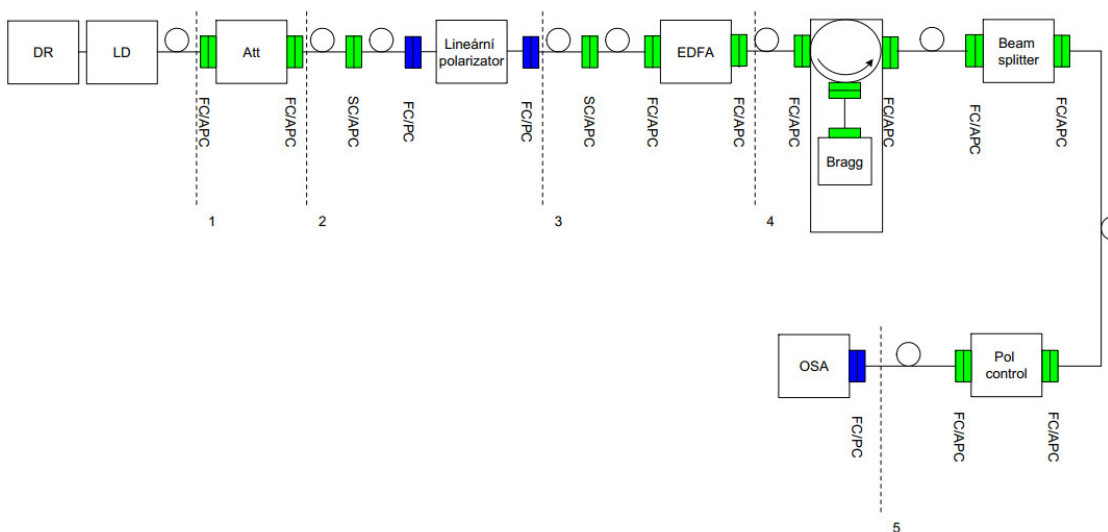 DR
LD
Att
Lineární
polarizator
EDFA
Beam
splitter
FC/APC
FC/APC
SC/APC
FC/PC
FC/PC
SC/APC
FC/APC
FC/APC
FC/APC
FC/APC
FC/APC
FC/APC
Bragg
1
2
3
4
OSA
Pol
control
FC/PC
FC/APC
FC/APC
5